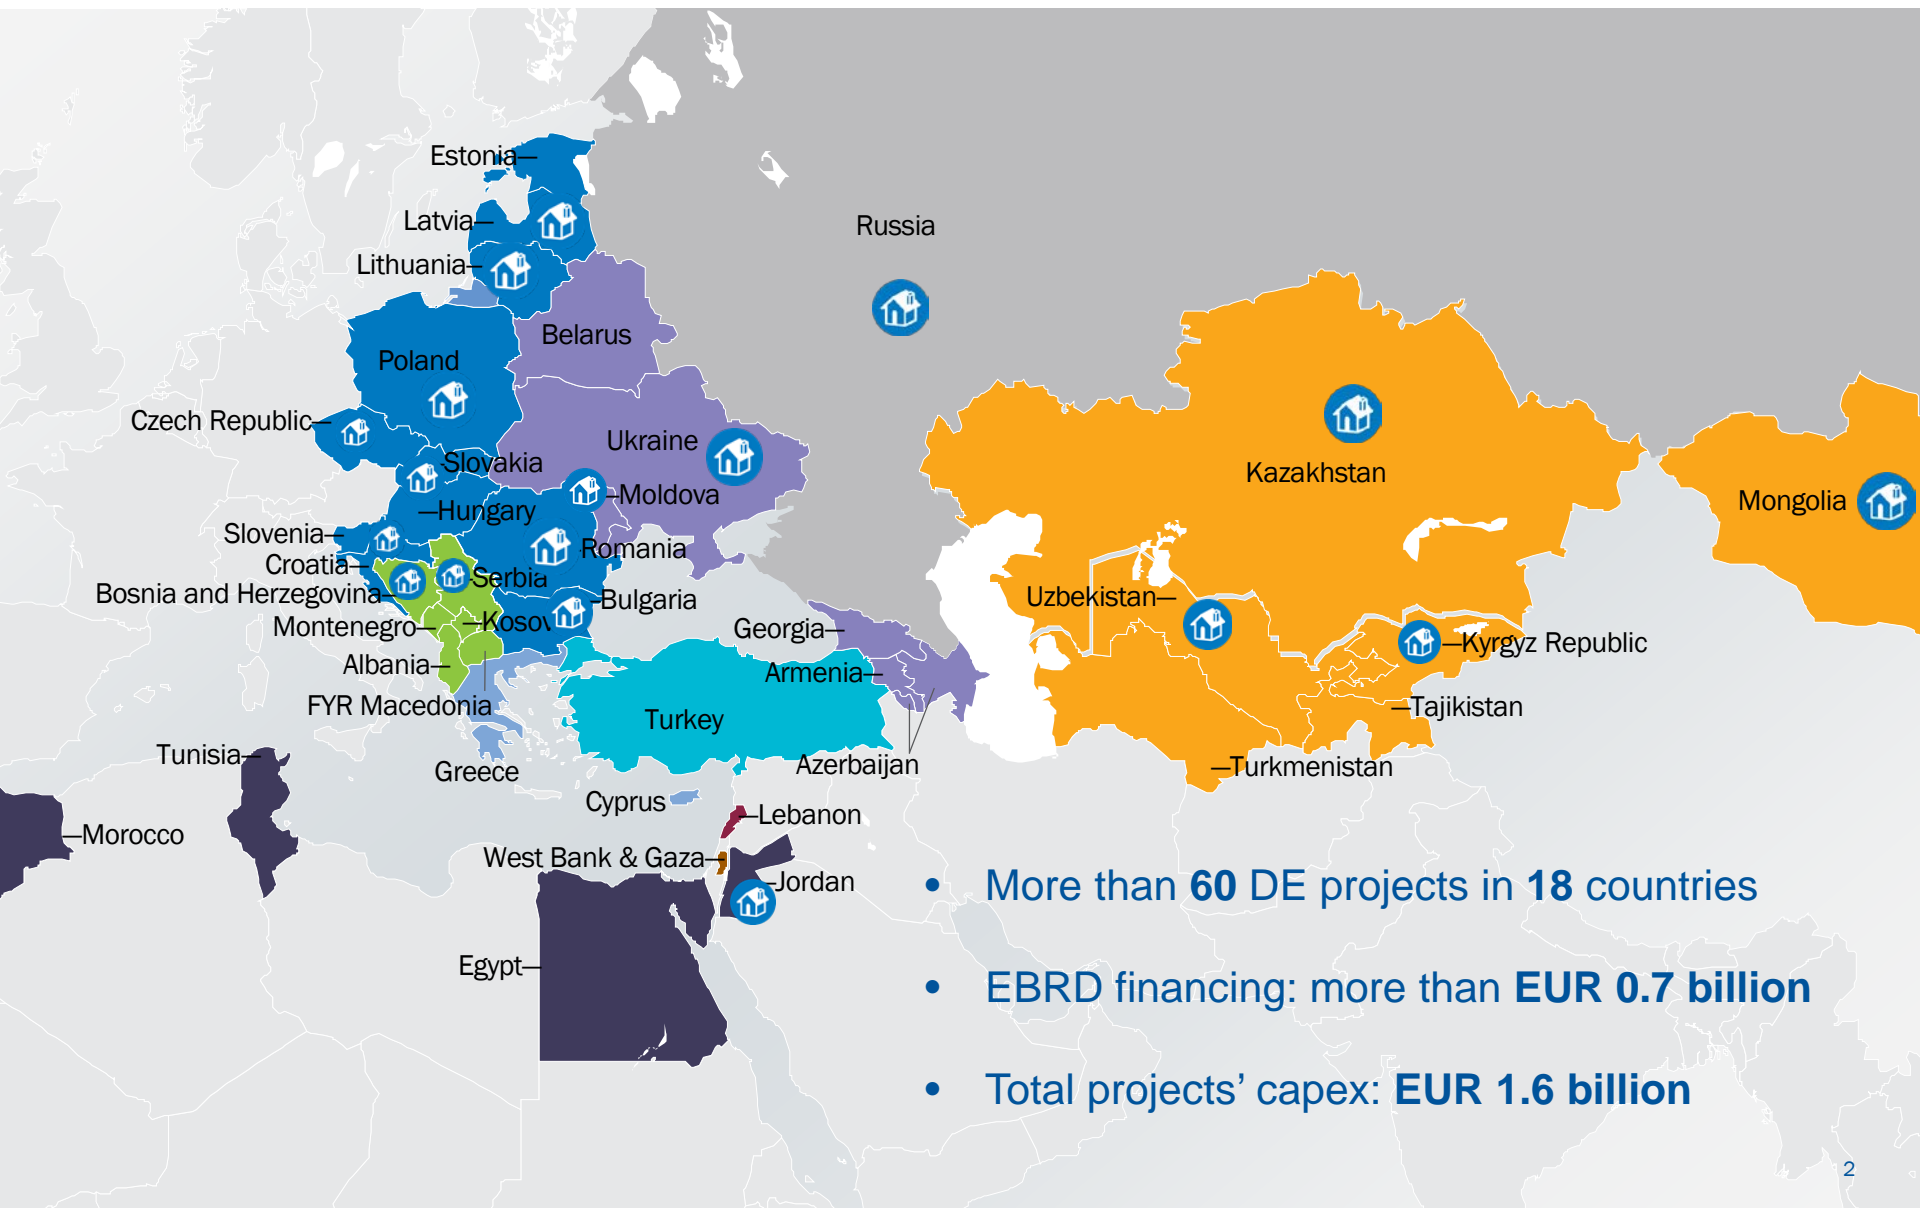 Estonia
Latvia
Russia
Lithuania
Belarus
Poland
Czech Republic
Ukraine
Slovakia
Kazakhstan
Moldova
Mongolia
Hungary
Slovenia
Romania
Croatia
Serbia
Bosnia and Herzegovina
Uzbekistan
Bulgaria
Montenegro
Kosov
Georgia
Kyrgyz Republic
Albania
Armenia
FYR Macedonia
Tajikistan
Turkey
Tunisia
Greece
Azerbaijan
Turkmenistan
Cyprus
Lebanon
Morocco
West Bank & Gaza
Jordan
• More than 60 DE projects in 18 countries
Egypt
• EBRD financing: more than EUR 0.7 billion
• Total projects’ capex: EUR 1.6 billion
2